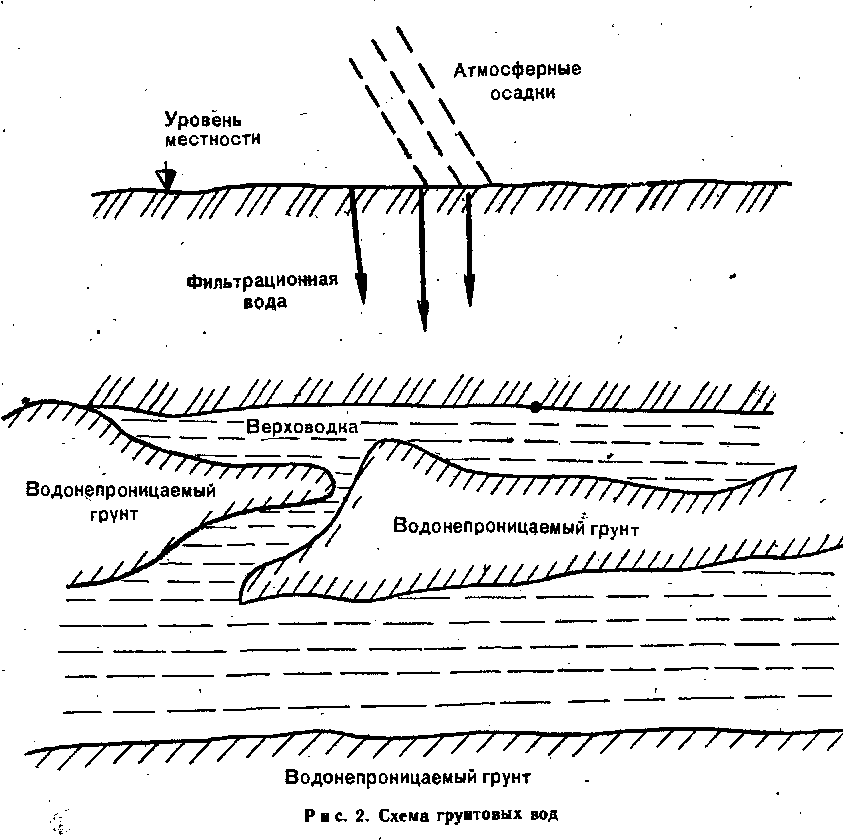 Атмосферные
осадки
Уровень
местности
Фильтрационная
вода
Верховодка
Водонепроницаемый
грунт
Водонепроницаемый грунт
Водонепроницаемый грунт
Рис. 2. Схема грунтовых вод